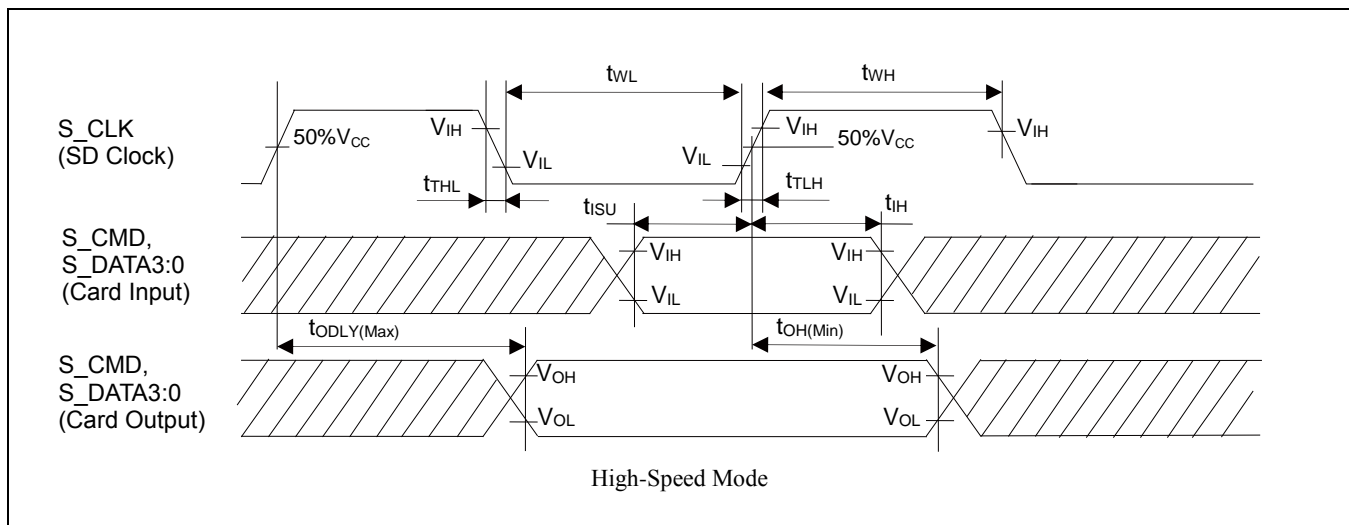 tWL
tWH
S_CLK
(SD Clock)
50%VCC
VIH
VIL
VIL
VIH
50%VCC
VIH
tTHL
tTLH
tISU
tIH
S_CMD,
S_DATA3:0
(Card Input)
VIH
VIL
VIH
VIL
tODLY(Max)
tOH(Min)
S_CMD,
S_DATA3:0
(Card Output)
VOH
VOL
VOH
VOL
High-Speed Mode